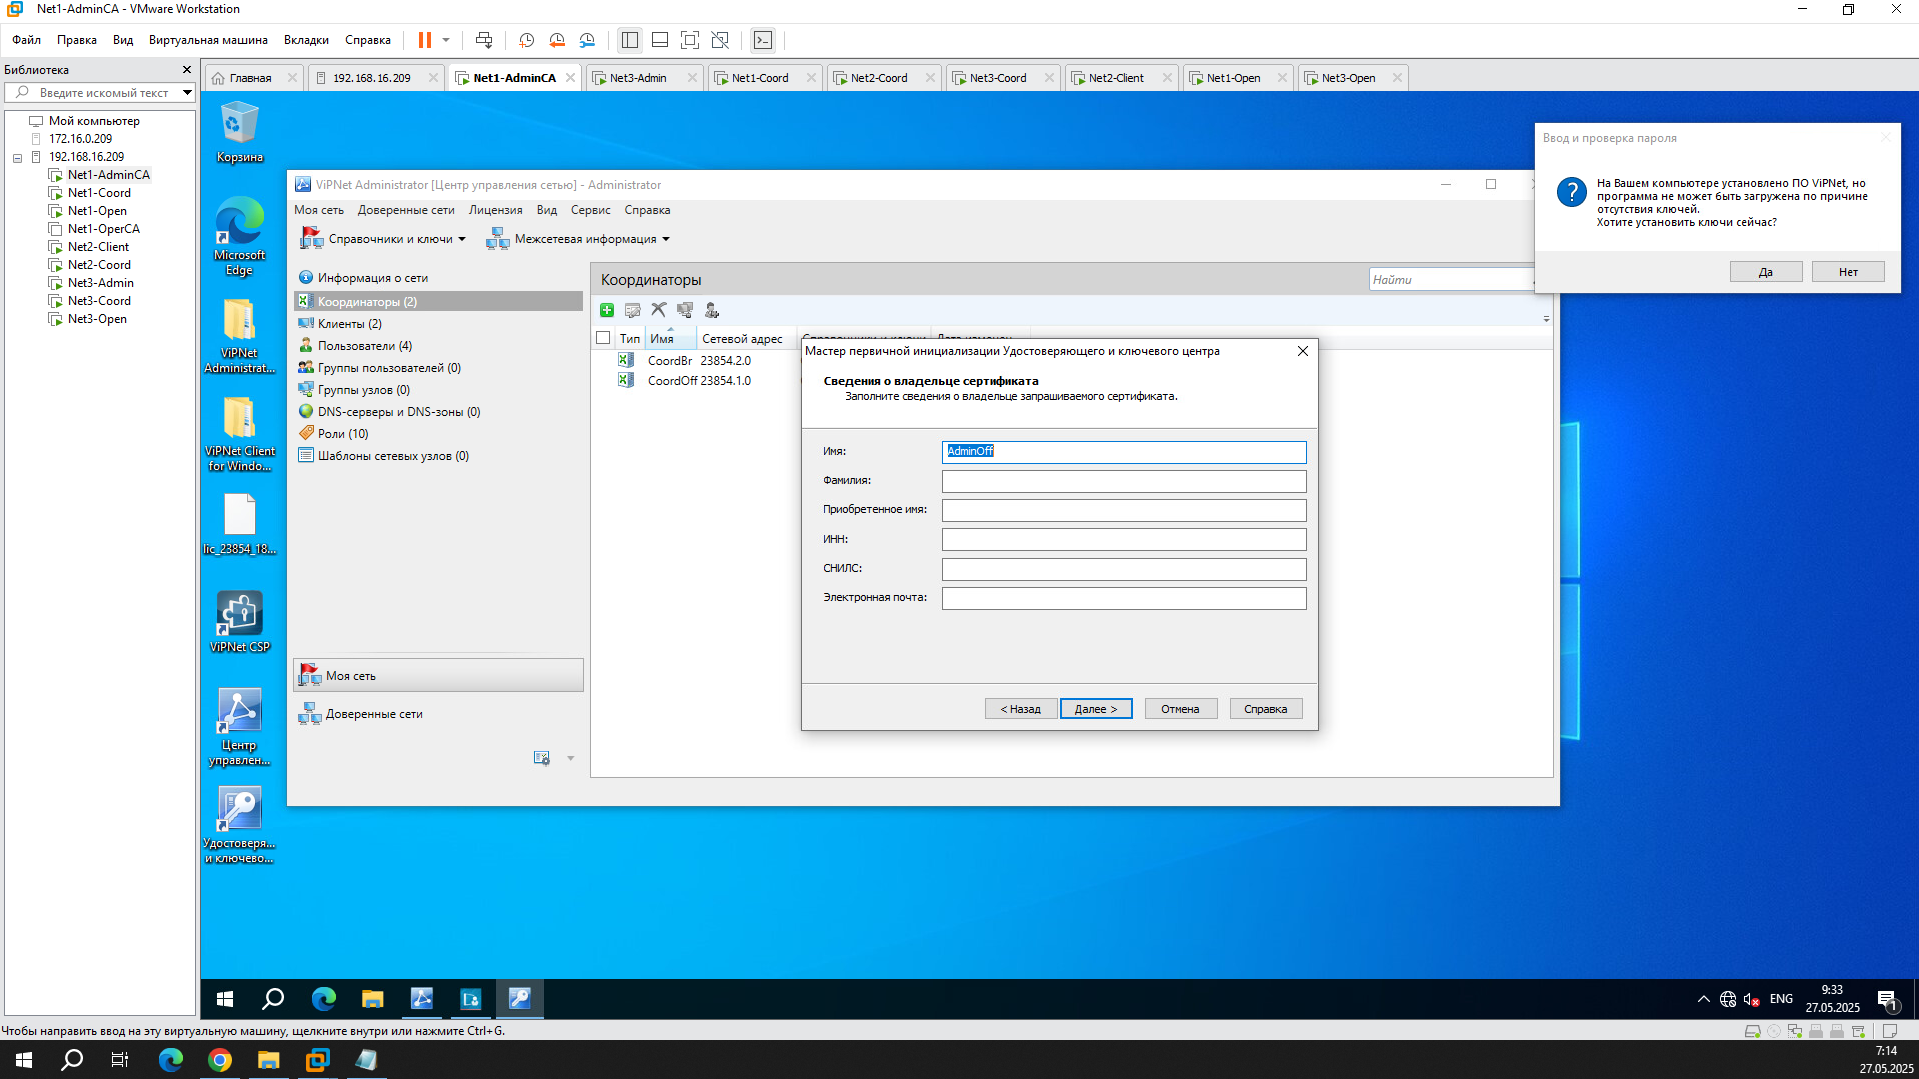 Net1-AdminCA - VMware Workstation
Файл Правка Вид Виртуальная машина Вкладки Справка
Библиотека
Введите искомый текст
Мой компьютер
172.16.0.209
192.168.16.209
Net1-AdminCA
Net1-Coord
Net1-Open
Net1-OperCA
Net2-Client
Net2-Coord
Net3-Admin
Net3-Coord
Net3-Open
Главная 192.168.16.209 Net1-AdminCA Net3-Admin Net1-Coord Net2-Coord Net3-Coord Net2-Client Net1-Open Net3-Open
Корзина
Microsoft
Edge
ViPNet
Administrat...
ViPNet Client
for Windo...
lic_23854_18...
ViPNet CSP
Центр
управлен...
Удостоверя...
и ключево...
ViPNet Administrator [Центр управления сетью] - Administrator
Моя сеть Доверенные сети Лицензия Вид Сервис Справка
Справочники и ключи Межсетевая информация
Информация о сети
Координаторы (2)
Клиенты (2)
Пользователи (4)
Группы пользователей (0)
Группы узлов (0)
DNS-серверы и DNS-зоны (0)
Роли (10)
Шаблоны сетевых узлов (0)
Моя сеть
Доверенные сети
Координаторы
Найти
Тип Имя Сетевой адрес
CoordBr 23854.2.0
CoordOff 23854.1.0
Мастер первичной инициализации Удостоверяющего и ключевого центра
Сведения о владельце сертификата
Заполните сведения о владельце запрашиваемого сертификата.
Имя: AdminOff
Фамилия:
Приобретенное имя:
ИНН:
СНИЛС:
Электронная почта:
< Назад Далее > Отмена Справка
Ввод и проверка пароля
На Вашем компьютере установлено ПО ViPNet, но
программа не может быть загружена по причине
отсутствия ключей.
Хотите установить ключи сейчас?
Да Нет
ENG
9:33
27.05.2025
1
Чтобы направить ввод на эту виртуальную машину, щелкните внутри или нажмите Ctrl+G.
7:14
27.05.2025